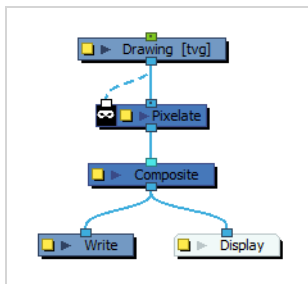 Drawing [tvg]
Pixelate
Composite
Write
Display